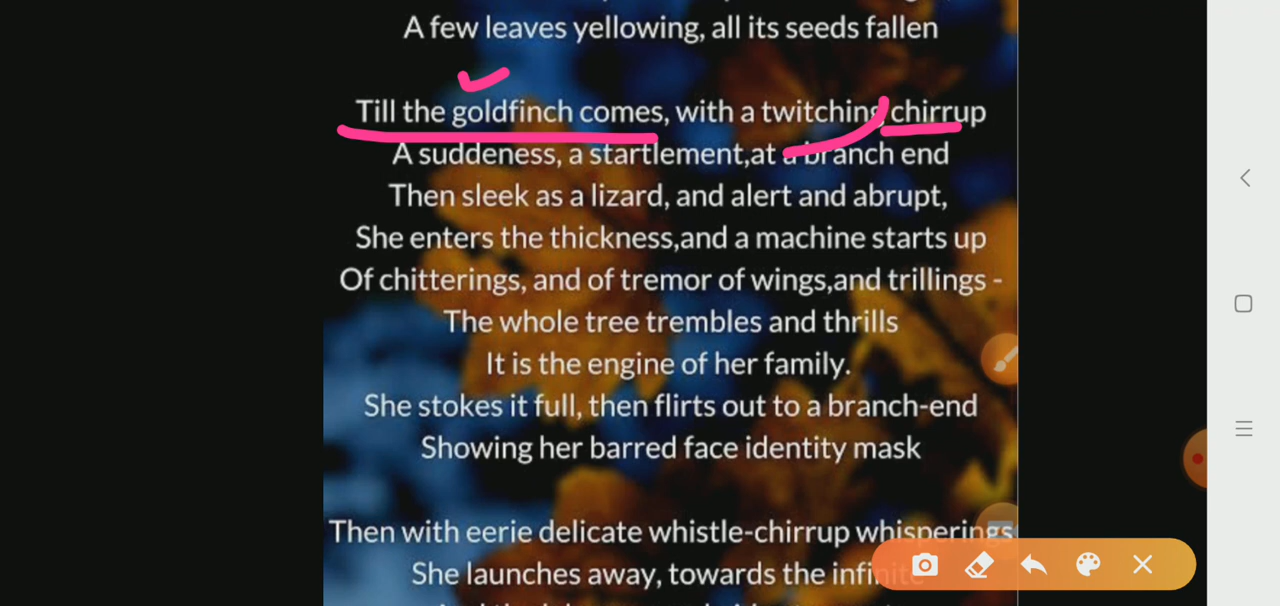 A few leaves yellowing, all its seeds fallen
Till the goldfinch comes, with a twitching chirrup
A suddeness, a startlement,at a branch end
Then sleek as a lizard, and alert and abrupt,
She enters the thickness,and a machine starts up
Of chitterings, and of tremor of wings,and trillings -
The whole tree trembles and thrills
It is the engine of her family.
She stokes it full, then flirts out to a branch-end
Showing her barred face identity mask
Then with eerie delicate whistle-chirrup whisperings
She launches away, towards the infinite